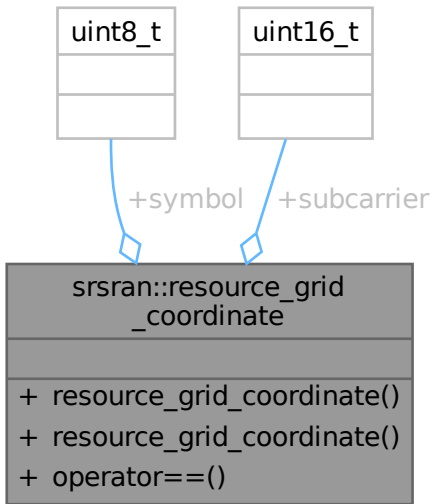 uint8_t
uint16_t
+symbol
+subcarrier
srsran::resource_grid
_coordinate
+ resource_grid_coordinate()
+ resource_grid_coordinate()
+ operator==()